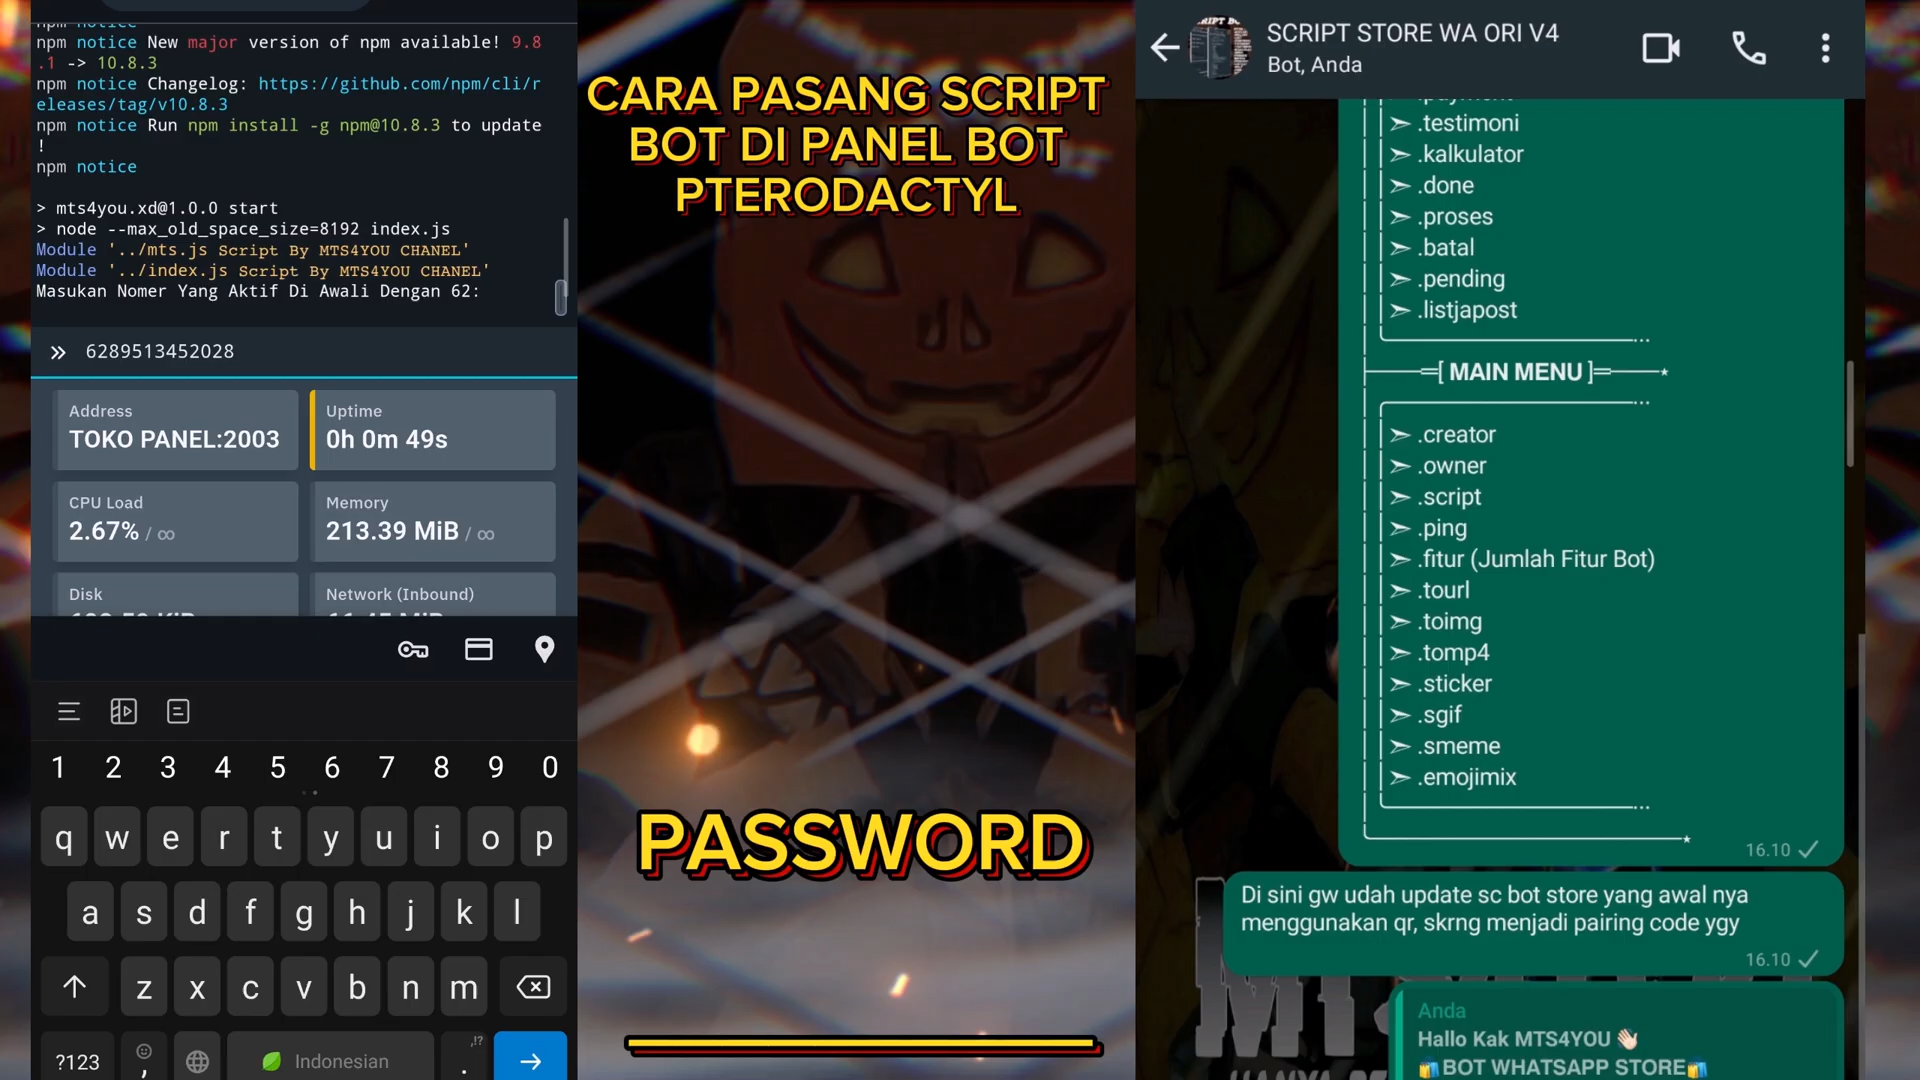 npm notice
npm notice New major version of npm available! 9.8
.1 -> 10.8.3
npm notice Changelog: https://github.com/npm/cli/r
eleases/tag/v10.8.3
npm notice Run npm install -g npm@10.8.3 to update
!
npm notice
> mts4you.xd@1.0.0 start
> node --max_old_space_size=8192 index.js
Module '../mts.js Script By MTS4YOU CHANEL'
Module '../index.js Script By MTS4YOU CHANEL'
Masukan Nomer Yang Aktif Di Awali Dengan 62:
6289513452028
Address
TOKO PANEL:2003
Uptime
0h 0m 49s
CPU Load
2.67% / ∞
Memory
213.39 MiB / ∞
Disk
Network (Inbound)
1 2 3 4 5 6 7 8 9 0
q w e r t y u i o p
a s d f g h j k l
z x c v b n m
?123 , Indonesian . ,!?
CARA PASANG SCRIPT
BOT DI PANEL BOT
PTERODACTYL
PASSWORD
SCRIPT STORE WA ORI V4
Bot, Anda
.payment
➣ .testimoni
➣ .kalkulator
➣ .done
➣ .proses
➣ .batal
➣ .pending
➣ .listjapost
═[ MAIN MENU ]═
➣ .creator
➣ .owner
➣ .script
➣ .ping
➣ .fitur (Jumlah Fitur Bot)
➣ .tourl
➣ .toimg
➣ .tomp4
➣ .sticker
➣ .sgif
➣ .smeme
➣ .emojimix
16.10
Di sini gw udah update sc bot store yang awal nya
menggunakan qr, skrng menjadi pairing code ygy
16.10
Anda
Hallo Kak MTS4YOU 👋🏻
🛍️BOT WHATSAPP STORE🛍️